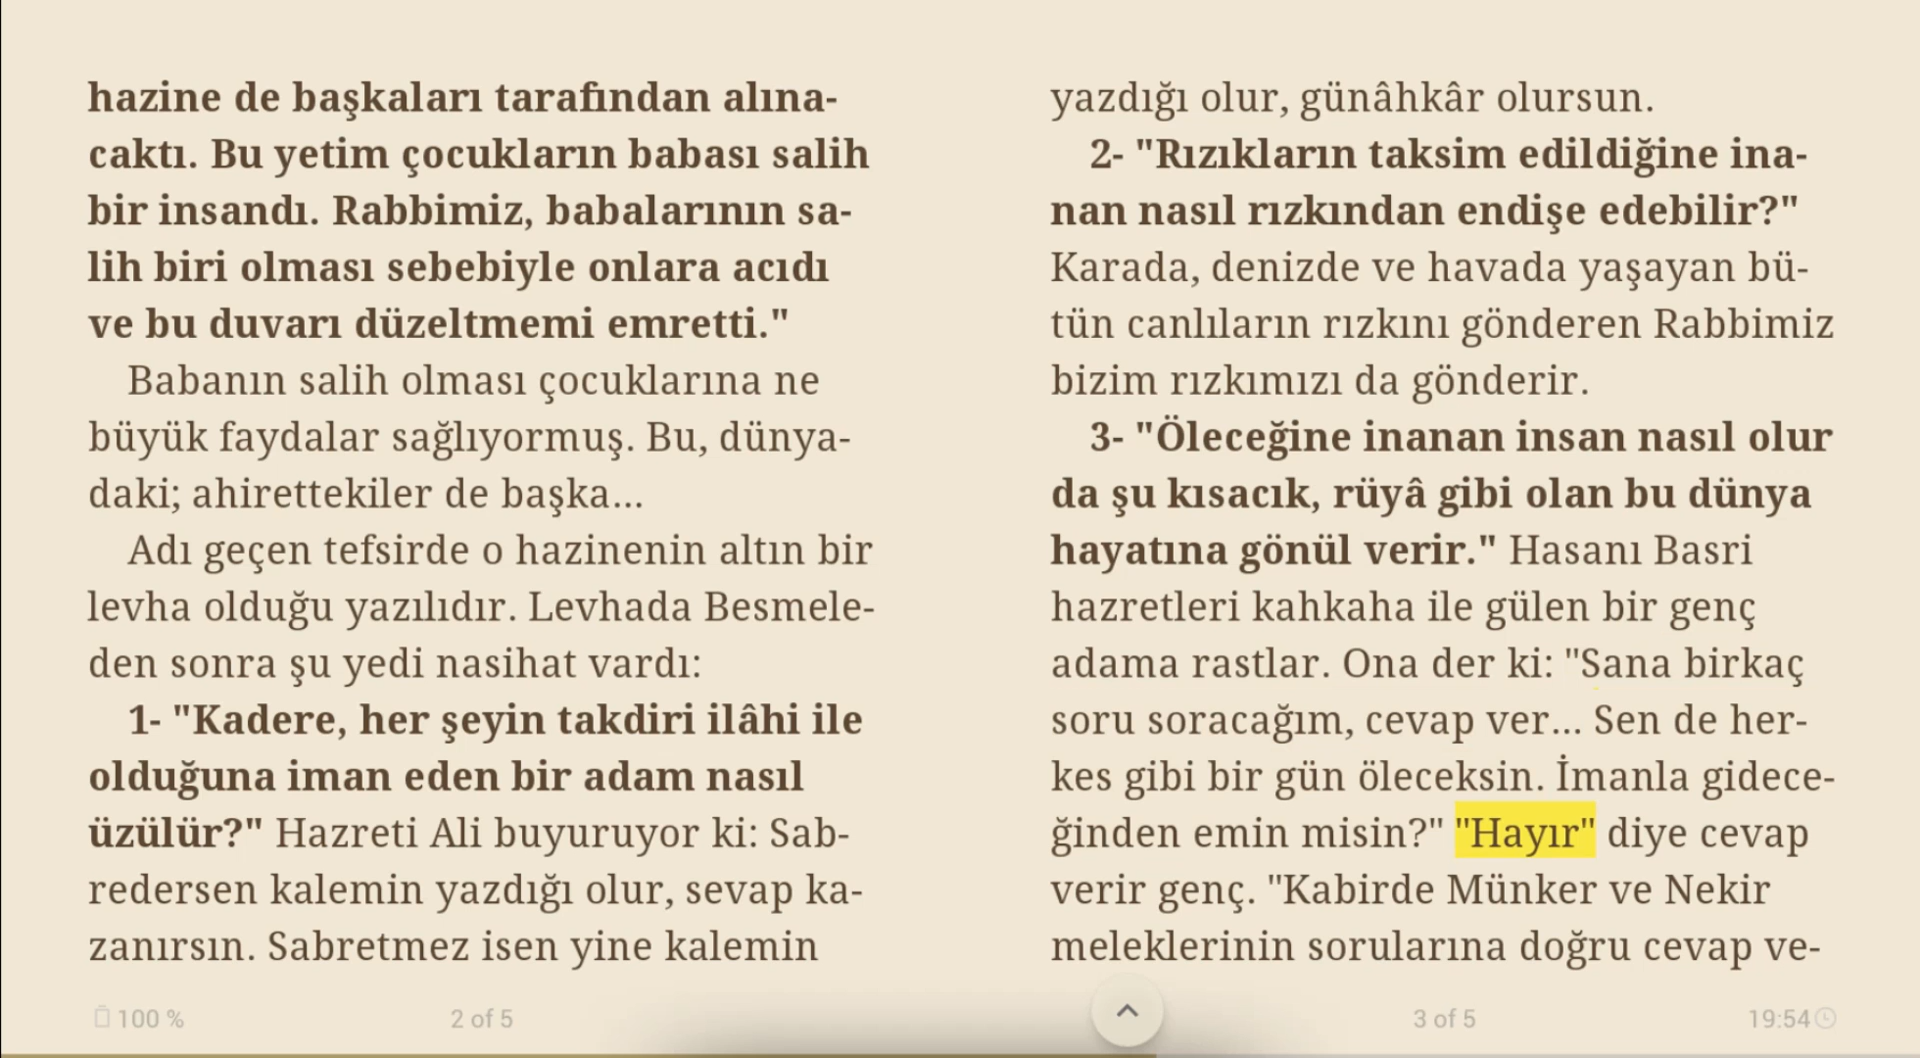 hazine de başkaları tarafından alına-
caktı. Bu yetim çocukların babası salih
bir insandı. Rabbimiz, babalarının sa-
lih biri olması sebebiyle onlara acıdı
ve bu duvarı düzeltmemi emretti."
Babanın salih olması çocuklarına ne
büyük faydalar sağlıyormuş. Bu, dünya-
daki; ahirettekiler de başka...
Adı geçen tefsirde o hazinenin altın bir
levha olduğu yazılıdır. Levhada Besmele-
den sonra şu yedi nasihat vardı:
1- "Kadere, her şeyin takdiri ilâhi ile
olduğuna iman eden bir adam nasıl
üzülür?" Hazreti Ali buyuruyor ki: Sab-
redersen kalemin yazdığı olur, sevap ka-
zanırsın. Sabretmez isen yine kalemin
yazdığı olur, günâhkâr olursun.
2- "Rızıkların taksim edildiğine ina-
nan nasıl rızkından endişe edebilir?"
Karada, denizde ve havada yaşayan bü-
tün canlıların rızkını gönderen Rabbimiz
bizim rızkımızı da gönderir.
3- "Öleceğine inanan insan nasıl olur
da şu kısacık, rüyâ gibi olan bu dünya
hayatına gönül verir." Hasanı Basri
hazretleri kahkaha ile gülen bir genç
adama rastlar. Ona der ki: "Sana birkaç
soru soracağım, cevap ver... Sen de her-
kes gibi bir gün öleceksin. İmanla gidece-
ğinden emin misin?" "Hayır" diye cevap
verir genç. "Kabirde Münker ve Nekir
meleklerinin sorularına doğru cevap ve-
100 %
2 of 5
3 of 5
19:54